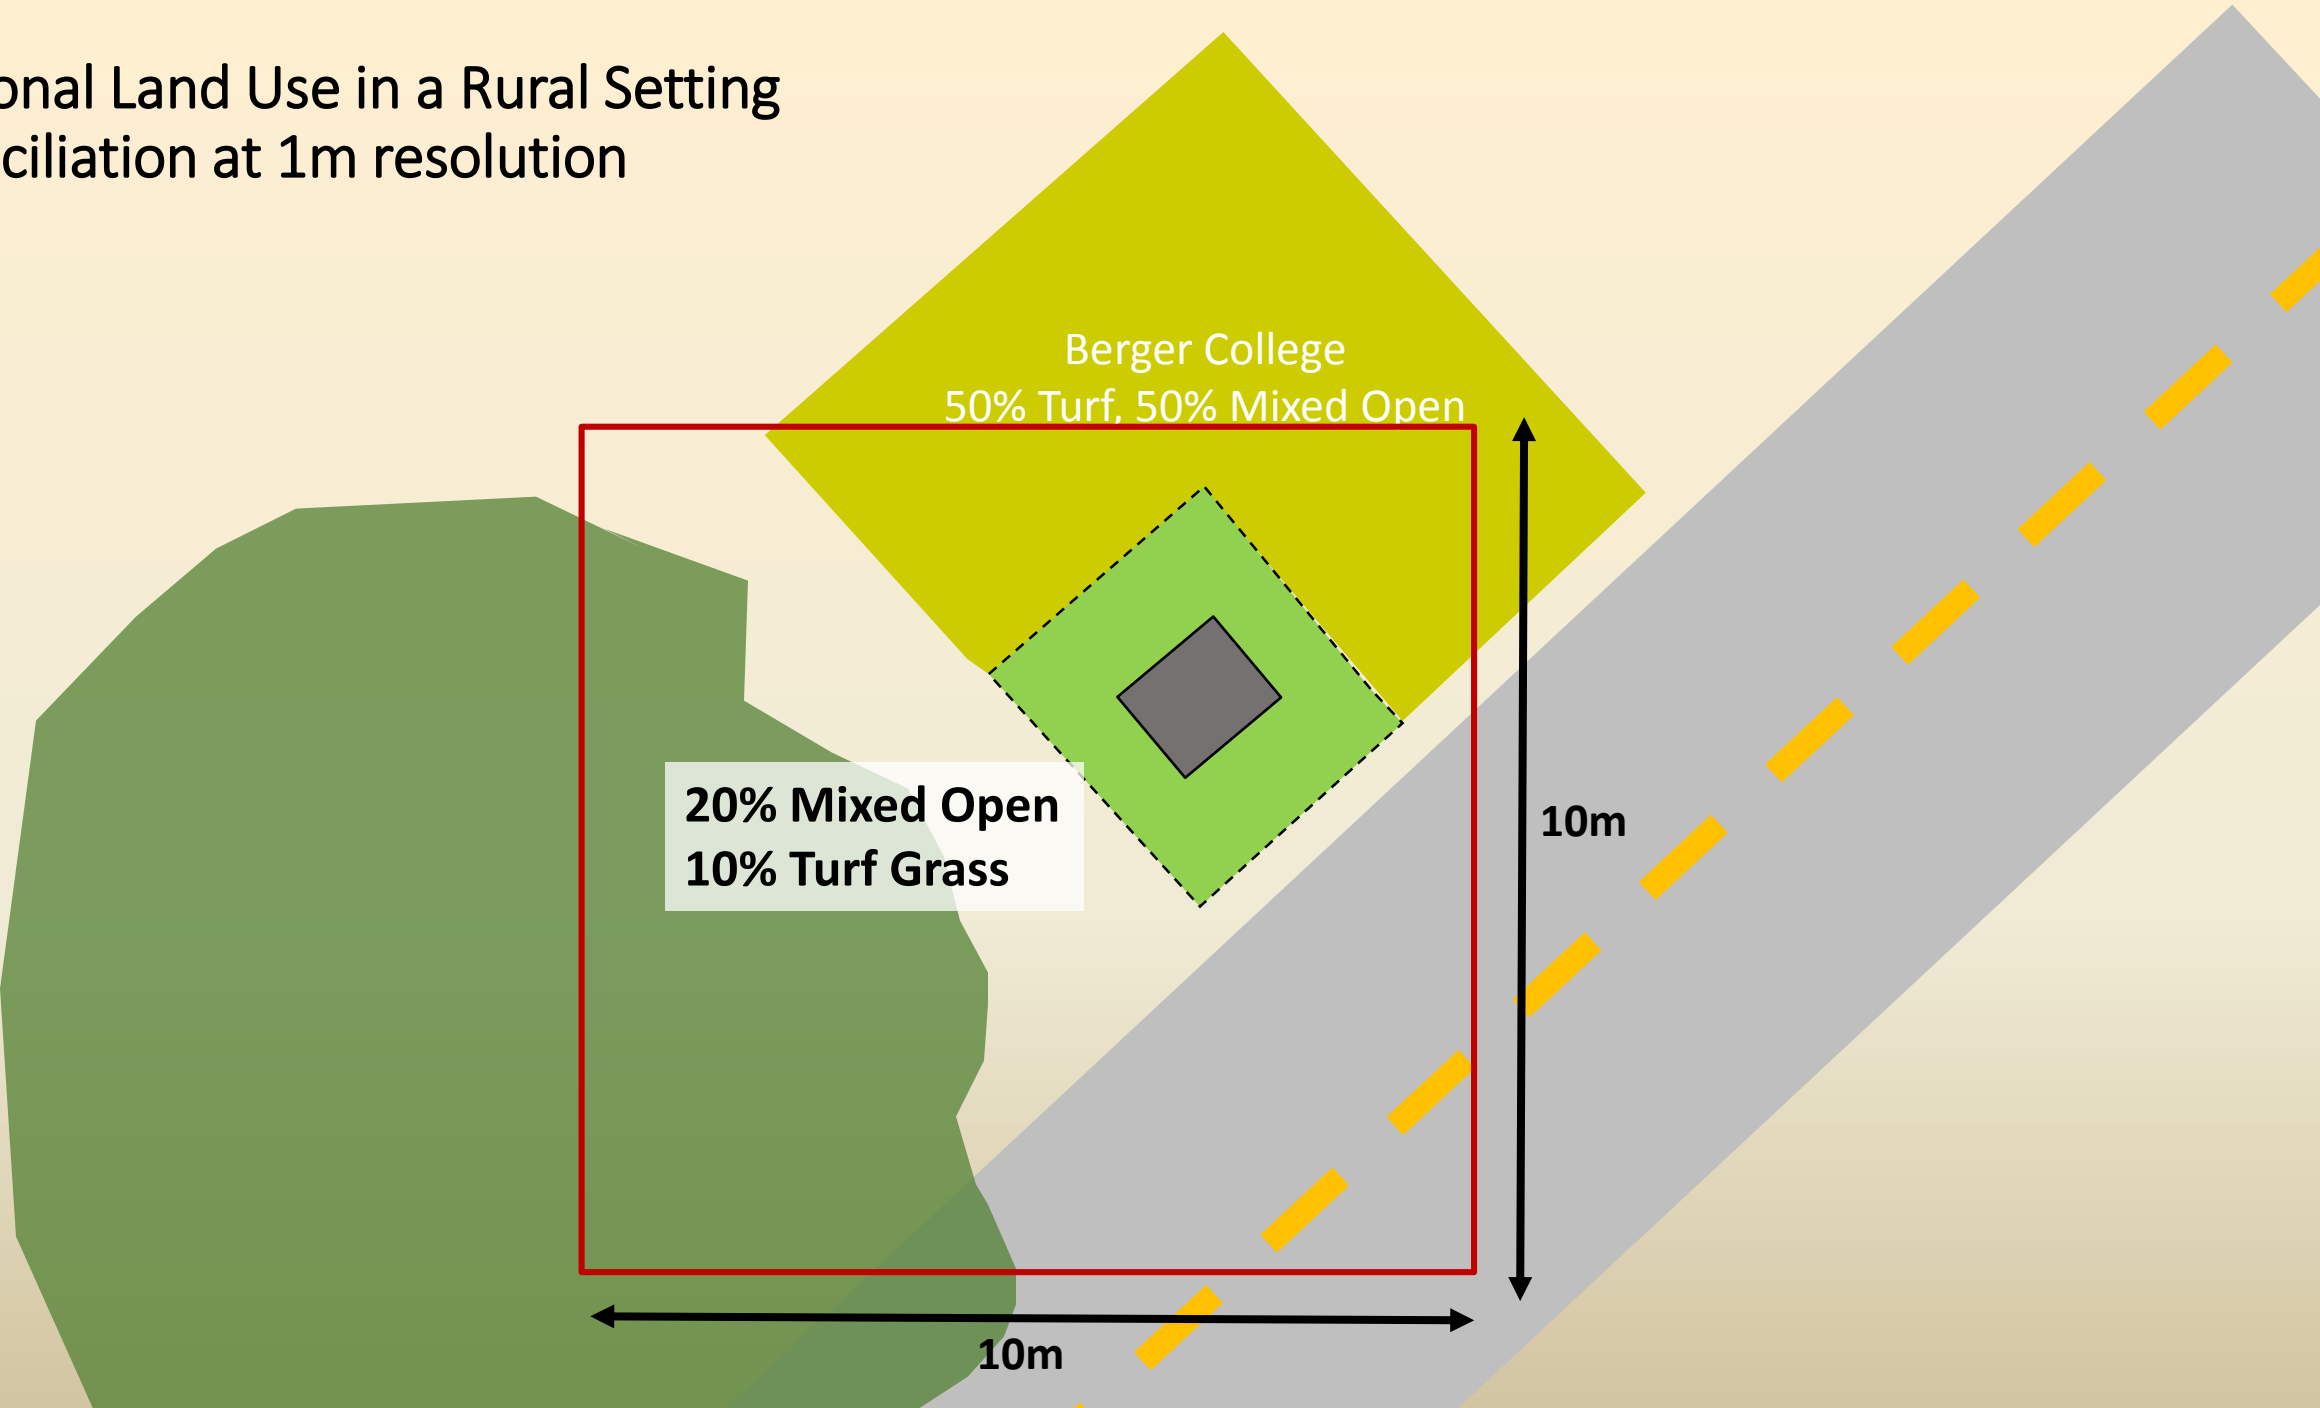 onal Land Use in a Rural Setting
ciliation at 1m resolution
Berger College
50% Turf, 50% Mixed Open
20% Mixed Open
10% Turf Grass
10m
10m